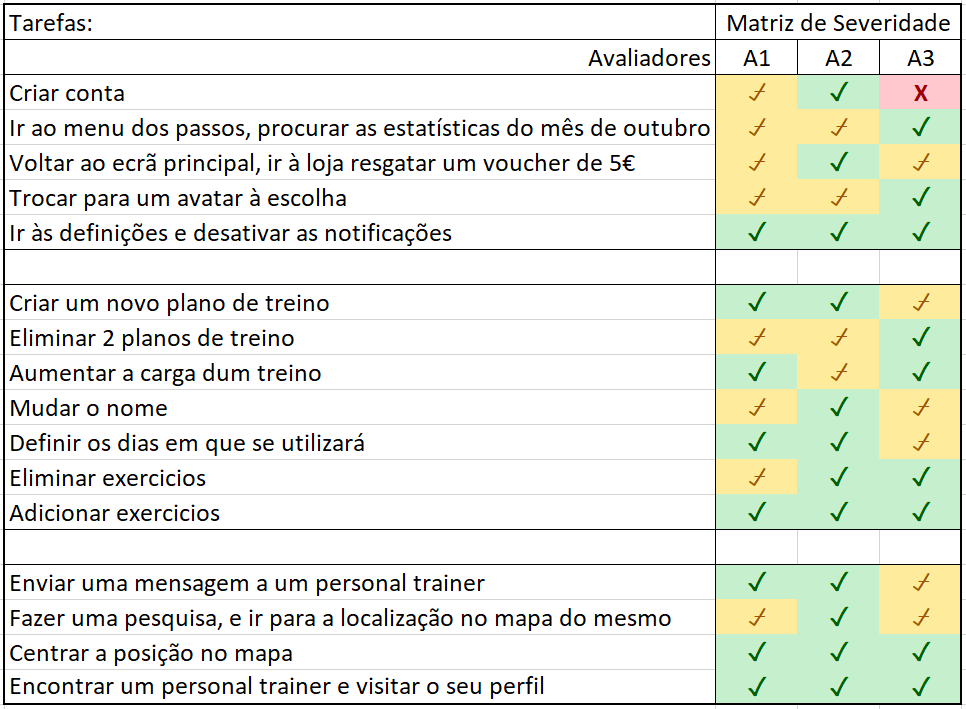 Tarefas: Matriz de Severidade
Avaliadores A1 A2 A3
Criar conta ✓̶ ✓ X
Ir ao menu dos passos, procurar as estatísticas do mês de outubro ✓̶ ✓̶ ✓
Voltar ao ecrã principal, ir à loja resgatar um voucher de 5€ ✓̶ ✓ ✓̶
Trocar para um avatar à escolha ✓̶ ✓̶ ✓
Ir às definições e desativar as notificações ✓ ✓ ✓
Criar um novo plano de treino ✓ ✓ ✓̶
Eliminar 2 planos de treino ✓̶ ✓̶ ✓
Aumentar a carga dum treino ✓ ✓̶ ✓
Mudar o nome ✓̶ ✓ ✓̶
Definir os dias em que se utilizará ✓ ✓ ✓̶
Eliminar exercicios ✓̶ ✓ ✓
Adicionar exercicios ✓ ✓ ✓
Enviar uma mensagem a um personal trainer ✓ ✓ ✓̶
Fazer uma pesquisa, e ir para a localização no mapa do mesmo ✓̶ ✓ ✓̶
Centrar a posição no mapa ✓ ✓ ✓
Encontrar um personal trainer e visitar o seu perfil ✓ ✓ ✓